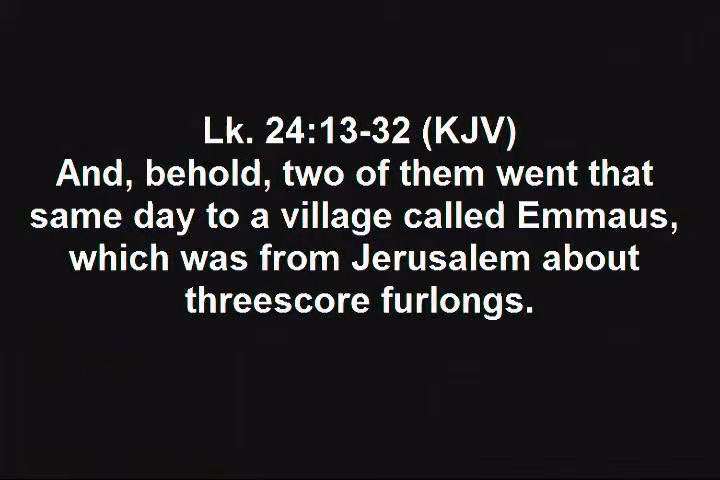 Lk. 24:13-32 (KJV)
And, behold, two of them went that
same day to a village called Emmaus,
which was from Jerusalem about
threescore furlongs.